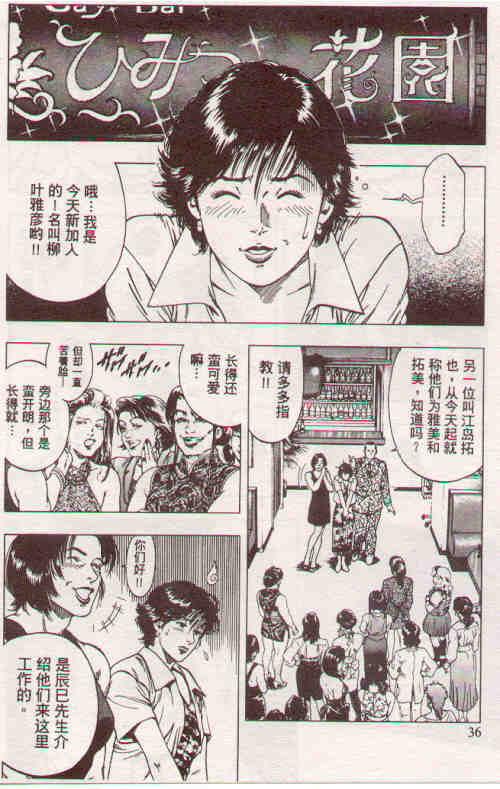 Gay Bar
ひみつ
花園
…………
哦…我是
今天新加入
的！名叫柳
叶雅彦哟!!
另一位叫江岛拓
也，从今天起就
称他们为雅美和
拓美，知道吗？
请多多指
教!!
长得还
蛮可爱
嘛…
但却一直
苦着脸—
旁边那个是
蛮开朗，但
长得就…
你们好!!
是辰巳先生介
绍他们来这里
工作的。
36